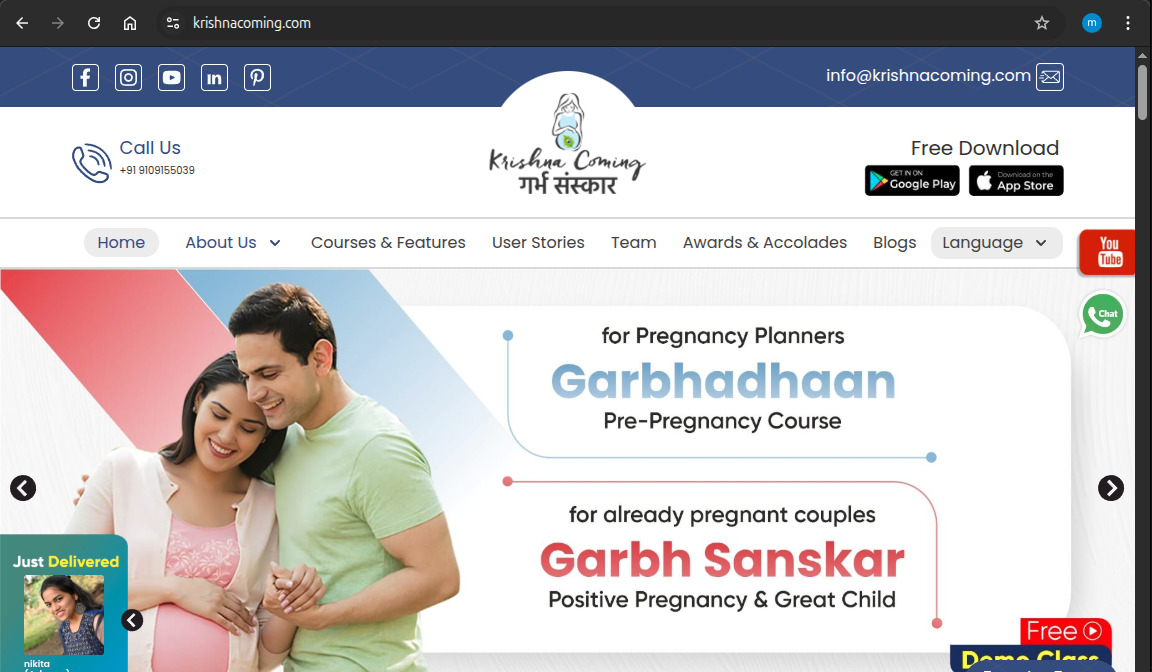 krishnacoming.com
m
info@krishnacoming.com
Call Us
+91 9109155039
Krishna Coming
गर्भ संस्कार
Free Download
GET IN ON
Google Play
Download on the
App Store
Home
About Us
Courses & Features
User Stories
Team
Awards & Accolades
Blogs
Language
You
Tube
Chat
for Pregnancy Planners
Garbhadhaan
Pre-Pregnancy Course
for already pregnant couples
Garbh Sanskar
Positive Pregnancy & Great Child
Just Delivered
nikita
Free
Demo Class